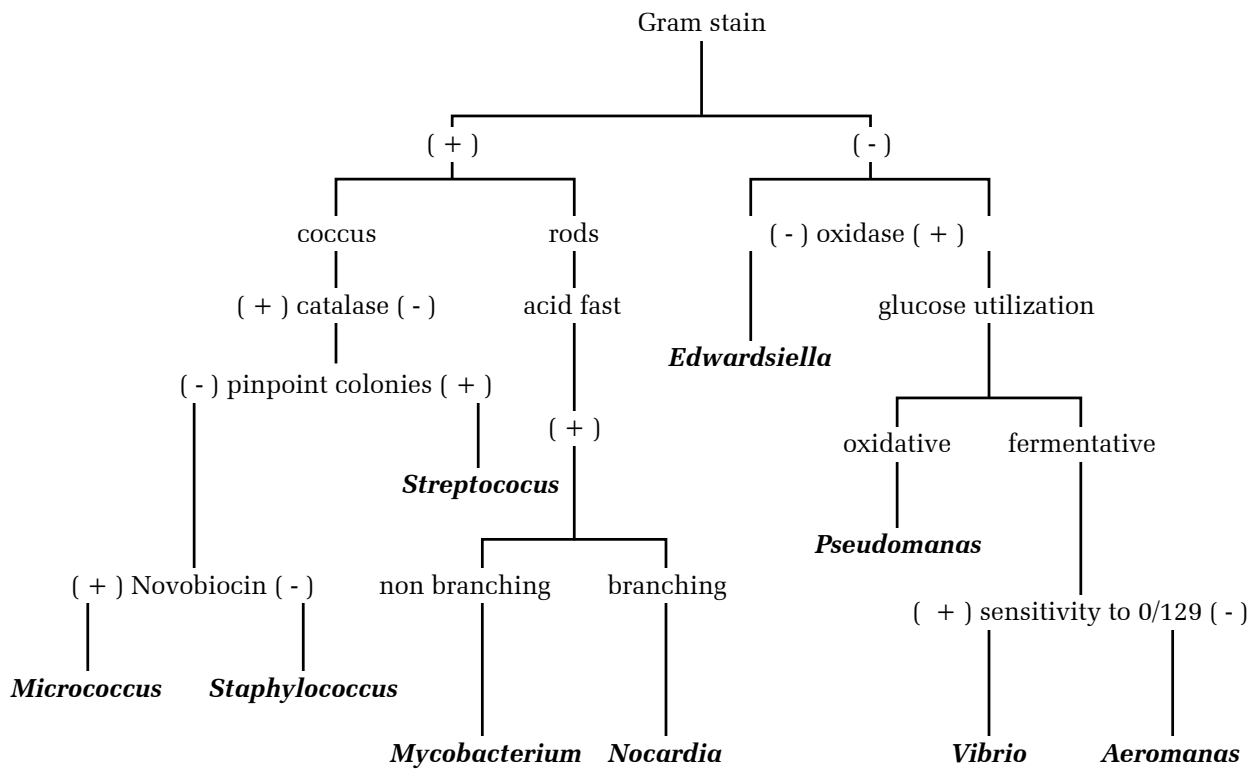 Gram stain
( + )
( - )
coccus
rods
( - ) oxidase ( + )
( + ) catalase ( - )
acid fast
glucose utilization
Edwardsiella
( - ) pinpoint colonies ( + )
( + )
oxidative
fermentative
Streptococus
Pseudomanas
( + ) Novobiocin ( - )
non branching
branching
( + ) sensitivity to 0/129 ( - )
Micrococcus
Staphylococcus
Mycobacterium
Nocardia
Vibrio
Aeromanas